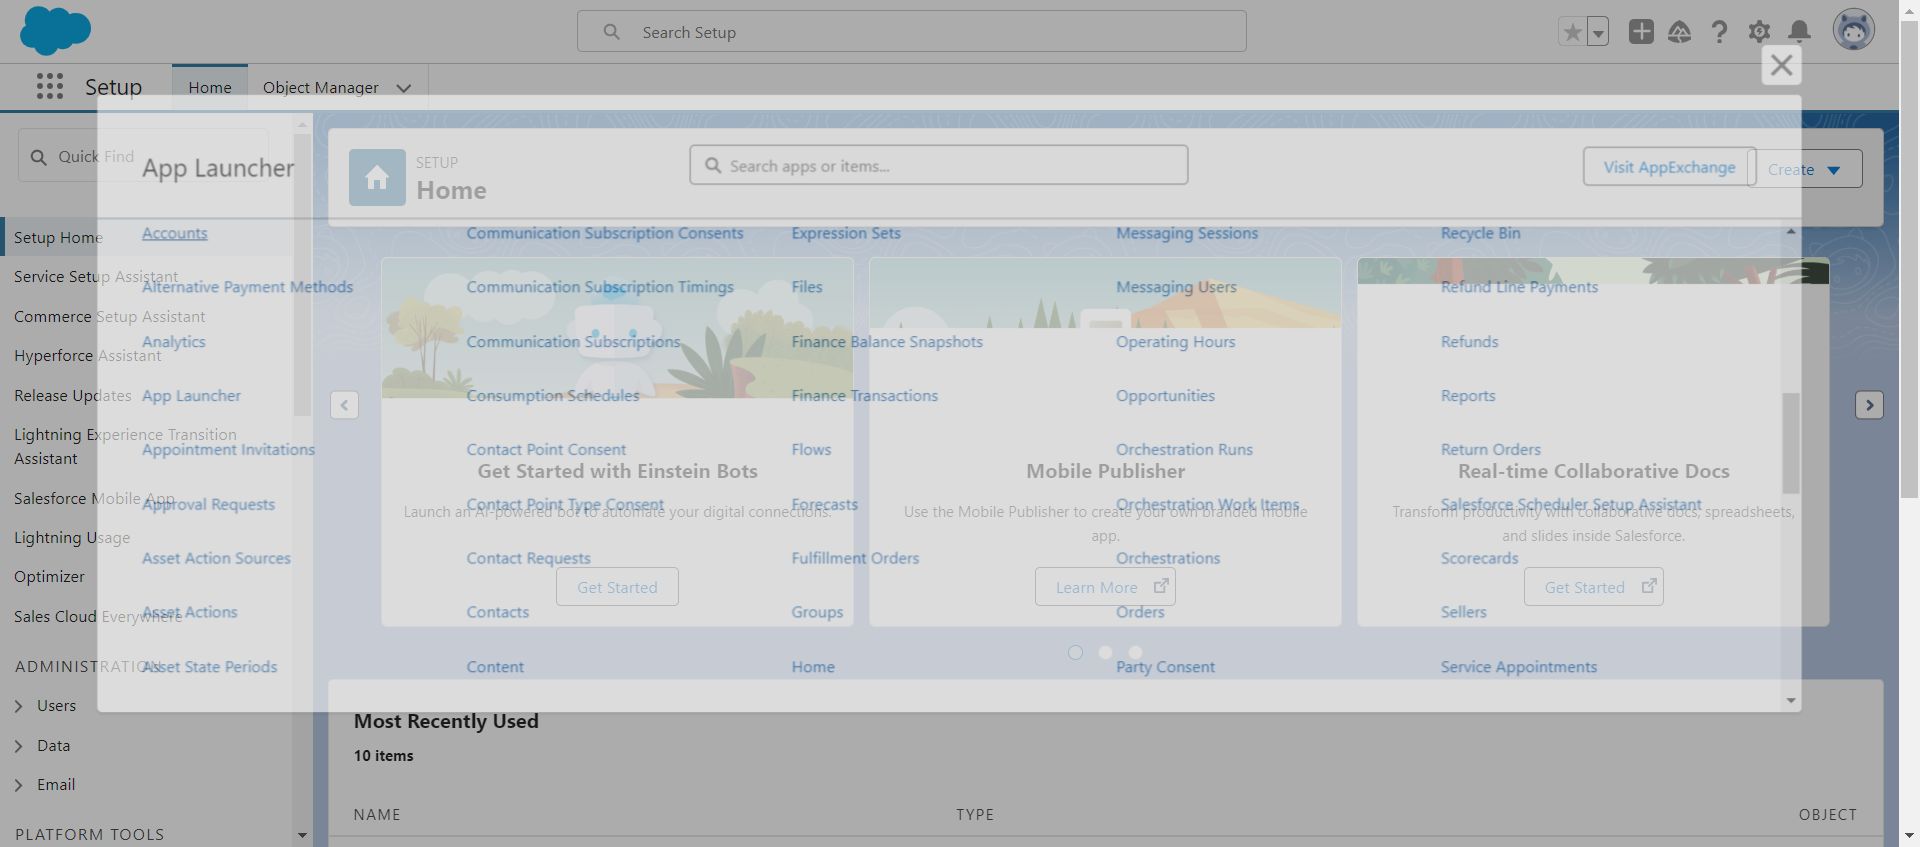 Search Setup
Setup
Home
Object Manager
Quick Find
App Launcher
SETUP
Home
Search apps or items...
Visit AppExchange
Create
Setup Home
Service Setup Assistant
Commerce Setup Assistant
Hyperforce Assistant
Release Updates
Lightning Experience Transition
Assistant
Salesforce Mobile App
Lightning Usage
Optimizer
Sales Cloud Everywhere
ADMINISTRATION
Users
Data
Email
PLATFORM TOOLS
Accounts
Alternative Payment Methods
Analytics
App Launcher
Appointment Invitations
Approval Requests
Asset Action Sources
Asset Actions
Asset State Periods
Communication Subscription Consents
Communication Subscription Timings
Communication Subscriptions
Consumption Schedules
Contact Point Consent
Contact Point Type Consent
Contact Requests
Contacts
Content
Expression Sets
Files
Finance Balance Snapshots
Finance Transactions
Flows
Forecasts
Fulfillment Orders
Groups
Home
Messaging Sessions
Messaging Users
Operating Hours
Opportunities
Orchestration Runs
Orchestration Work Items
Orchestrations
Orders
Party Consent
Recycle Bin
Refund Line Payments
Refunds
Reports
Return Orders
Salesforce Scheduler Setup Assistant
Scorecards
Sellers
Service Appointments
Get Started with Einstein Bots
Launch an AI-powered bot to automate your digital connections.
Get Started
Mobile Publisher
Use the Mobile Publisher to create your own branded mobile
app.
Learn More
Real-time Collaborative Docs
Transform productivity with collaborative docs, spreadsheets,
and slides inside Salesforce.
Get Started
Most Recently Used
10 items
NAME
TYPE
OBJECT